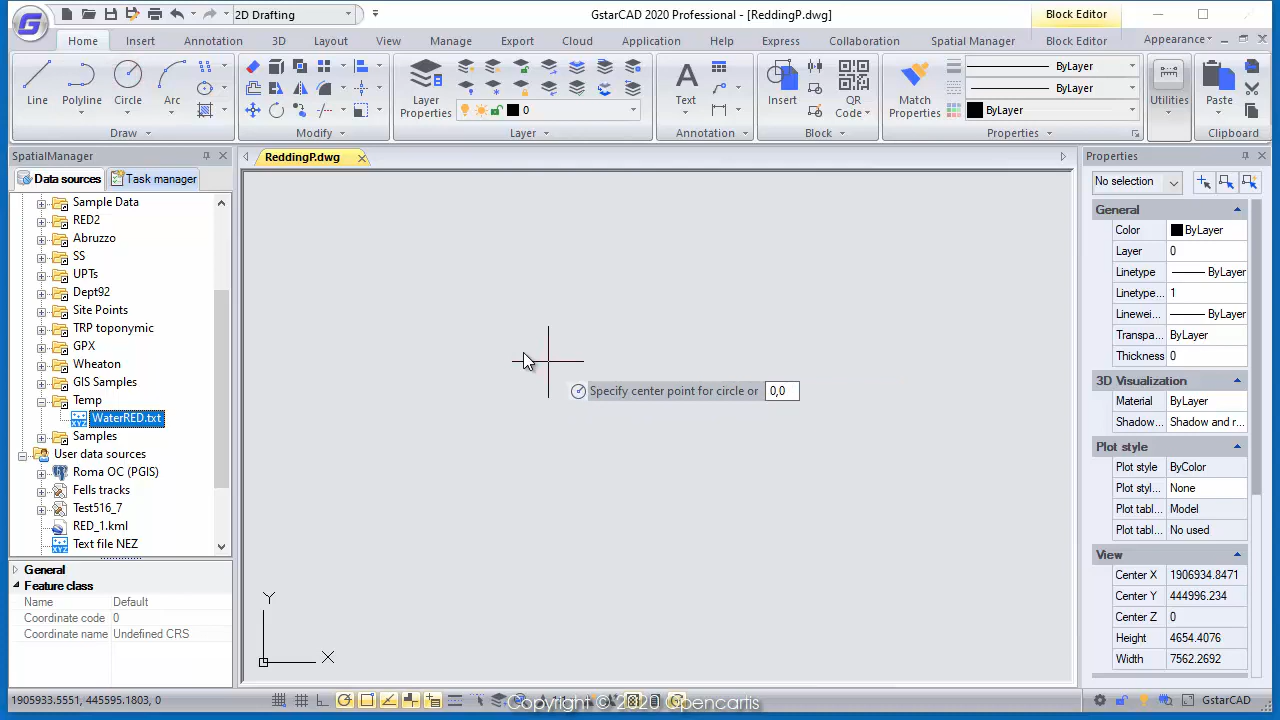 2D Drafting
GstarCAD 2020 Professional - [ReddingP.dwg]
Block Editor
Home Insert Annotation 3D Layout View Manage Export Cloud Application Help Express Collaboration Spatial Manager Block Editor Appearance
Line Polyline Circle Arc
Layer Properties
0
Text
Insert
QR Code
Match Properties
ByLayer
ByLayer
ByLayer
Utilities
Paste
Draw Modify Layer Annotation Block Properties Clipboard
SpatialManager
Data sources Task manager
Sample Data
RED2
Abruzzo
SS
UPTs
Dept92
Site Points
TRP toponymic
GPX
Wheaton
GIS Samples
Temp
WaterRED.txt
Samples
User data sources
Roma OC (PGIS)
Fells tracks
Test516_7
RED_1.kml
Text file NEZ
General
Feature class
Name Default
Coordinate code 0
Coordinate name Undefined CRS
ReddingP.dwg
Specify center point for circle or 0,0
Y
X
Properties
No selection
General
Color ByLayer
Layer 0
Linetype ByLayer
Linetype... 1
Linewei... ByLayer
Transpa... ByLayer
Thickness 0
3D Visualization
Material ByLayer
Shadow... Shadow and r...
Plot style
Plot style ByColor
Plot styl... None
Plot tabl... Model
Plot tabl... No used
View
Center X 1906934.8471
Center Y 444996.234
Center Z 0
Height 4654.4076
Width 7562.2692
1905933.5551, 445595.1803, 0
Copyright © 2020 Opencartis
GstarCAD